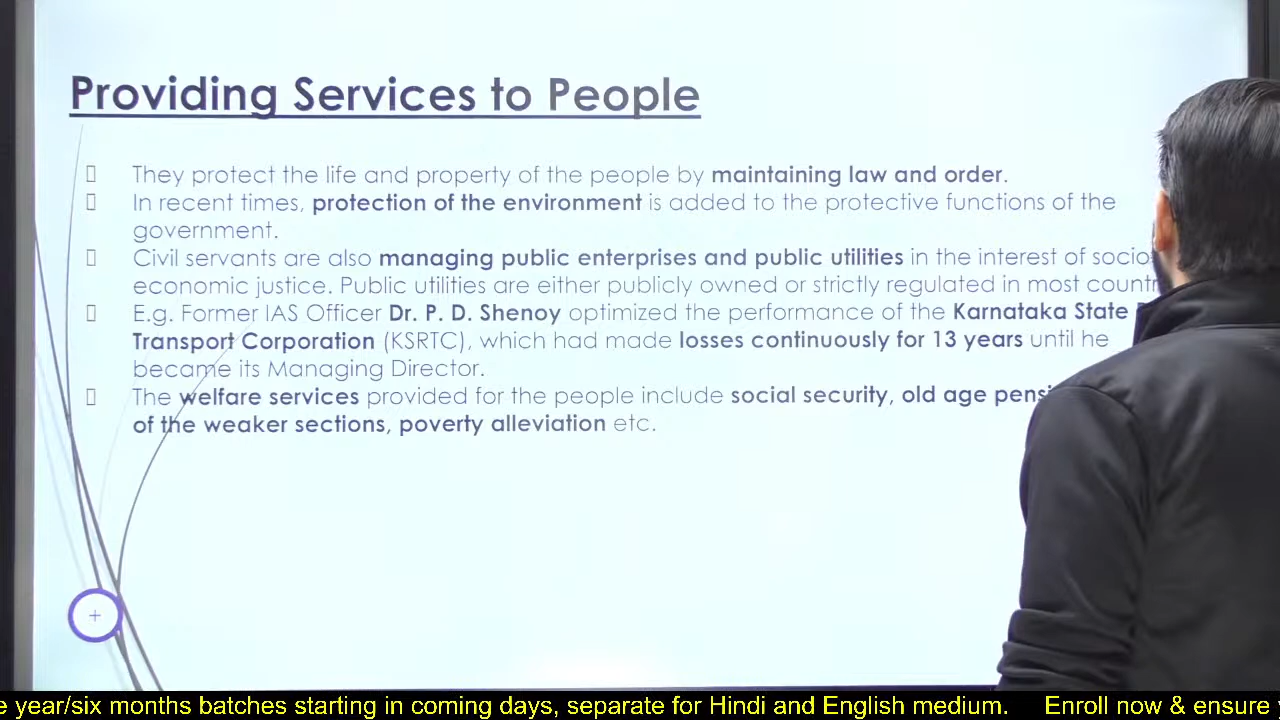 Providing Services to People
They protect the life and property of the people by maintaining law and order.
In recent times, protection of the environment is added to the protective functions of the
government.
Civil servants are also managing public enterprises and public utilities in the interest of socio
economic justice. Public utilities are either publicly owned or strictly regulated in most
E.g. Former IAS Officer Dr. P. D. Shenoy optimized the performance of the Karnataka State
Transport Corporation (KSRTC), which had made losses continuously for 13 years until he
became its Managing Director.
The welfare services provided for the people include social security, old age
of the weaker sections, poverty alleviation etc.
+
year/six months batches starting in coming days, separate for Hindi and English medium. Enroll now & ensure